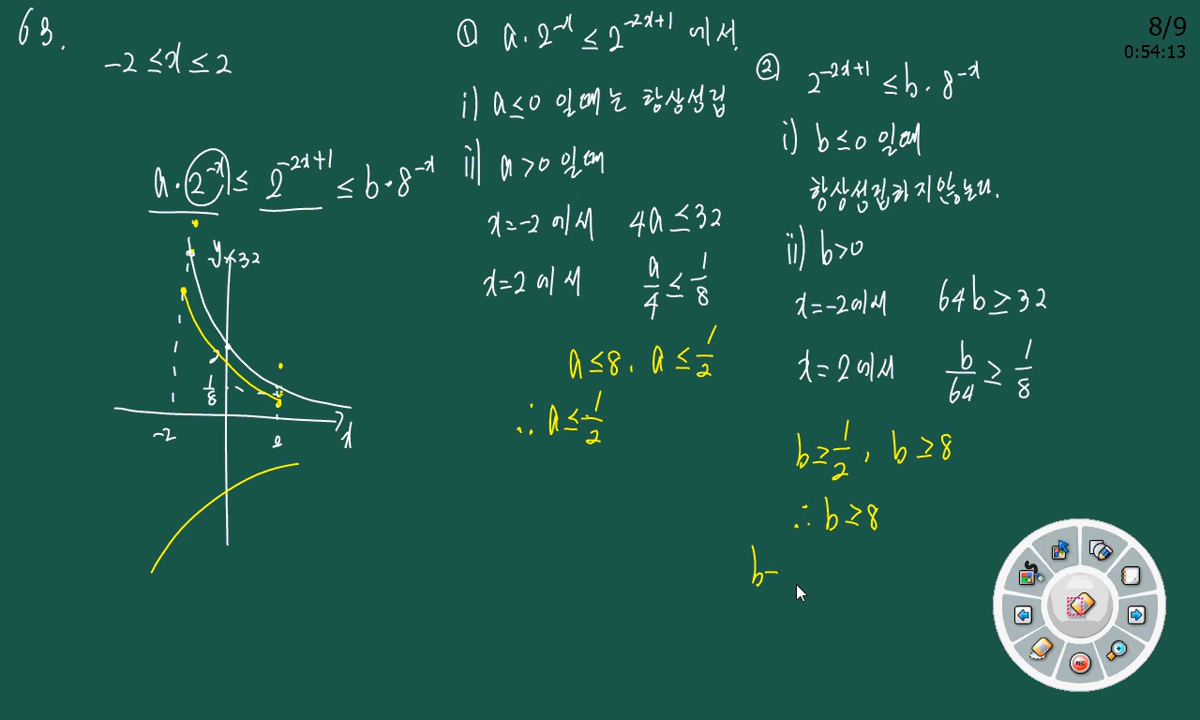 63.
-2 ≤ x ≤ 2
a·2^{-x} ≤ 2^{-2x+1} ≤ b·8^{-x}
y
32
2
1/8
-2
2
x
① a·2^{-x} ≤ 2^{-2x+1} 에서.
i) a≤0 일때는 항상성립
ii) a>0 일때
x=-2 에서 4a ≤ 32
x=2 에서 a/4 ≤ 1/8
a≤8, a≤1/2
∴ a≤1/2
② 2^{-2x+1} ≤ b·8^{-x}
i) b≤0 일때
항상성립하지않는다.
ii) b>0
x=-2에서 64b≥32
x=2에서 b/64 ≥ 1/8
b≥1/2, b≥8
∴ b≥8
b-
8/9
0:54:13
REC